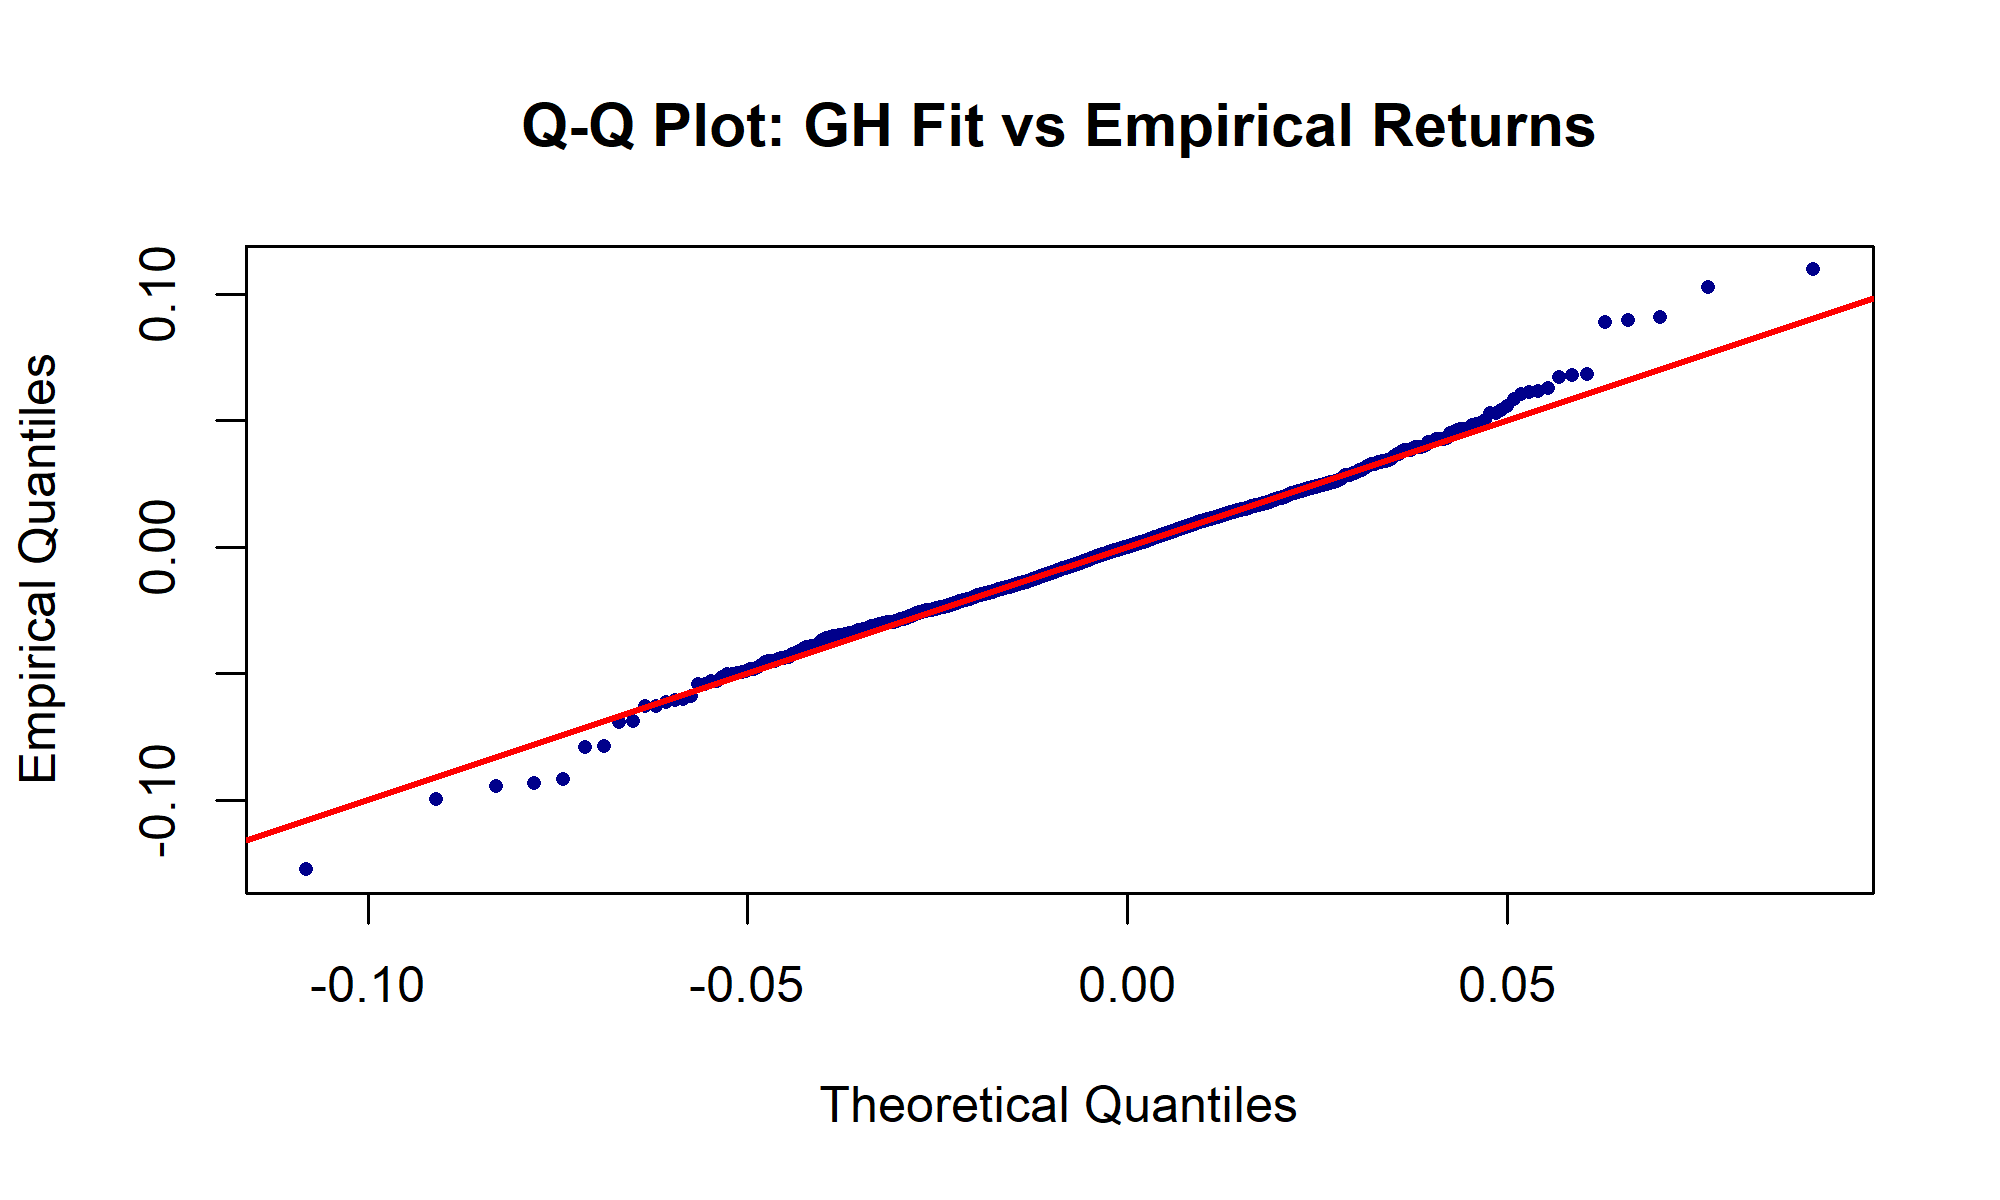 Q-Q Plot: GH Fit vs Empirical Returns
Empirical Quantiles
0.10
0.00
-0.10
-0.10 -0.05 0.00 0.05
Theoretical Quantiles